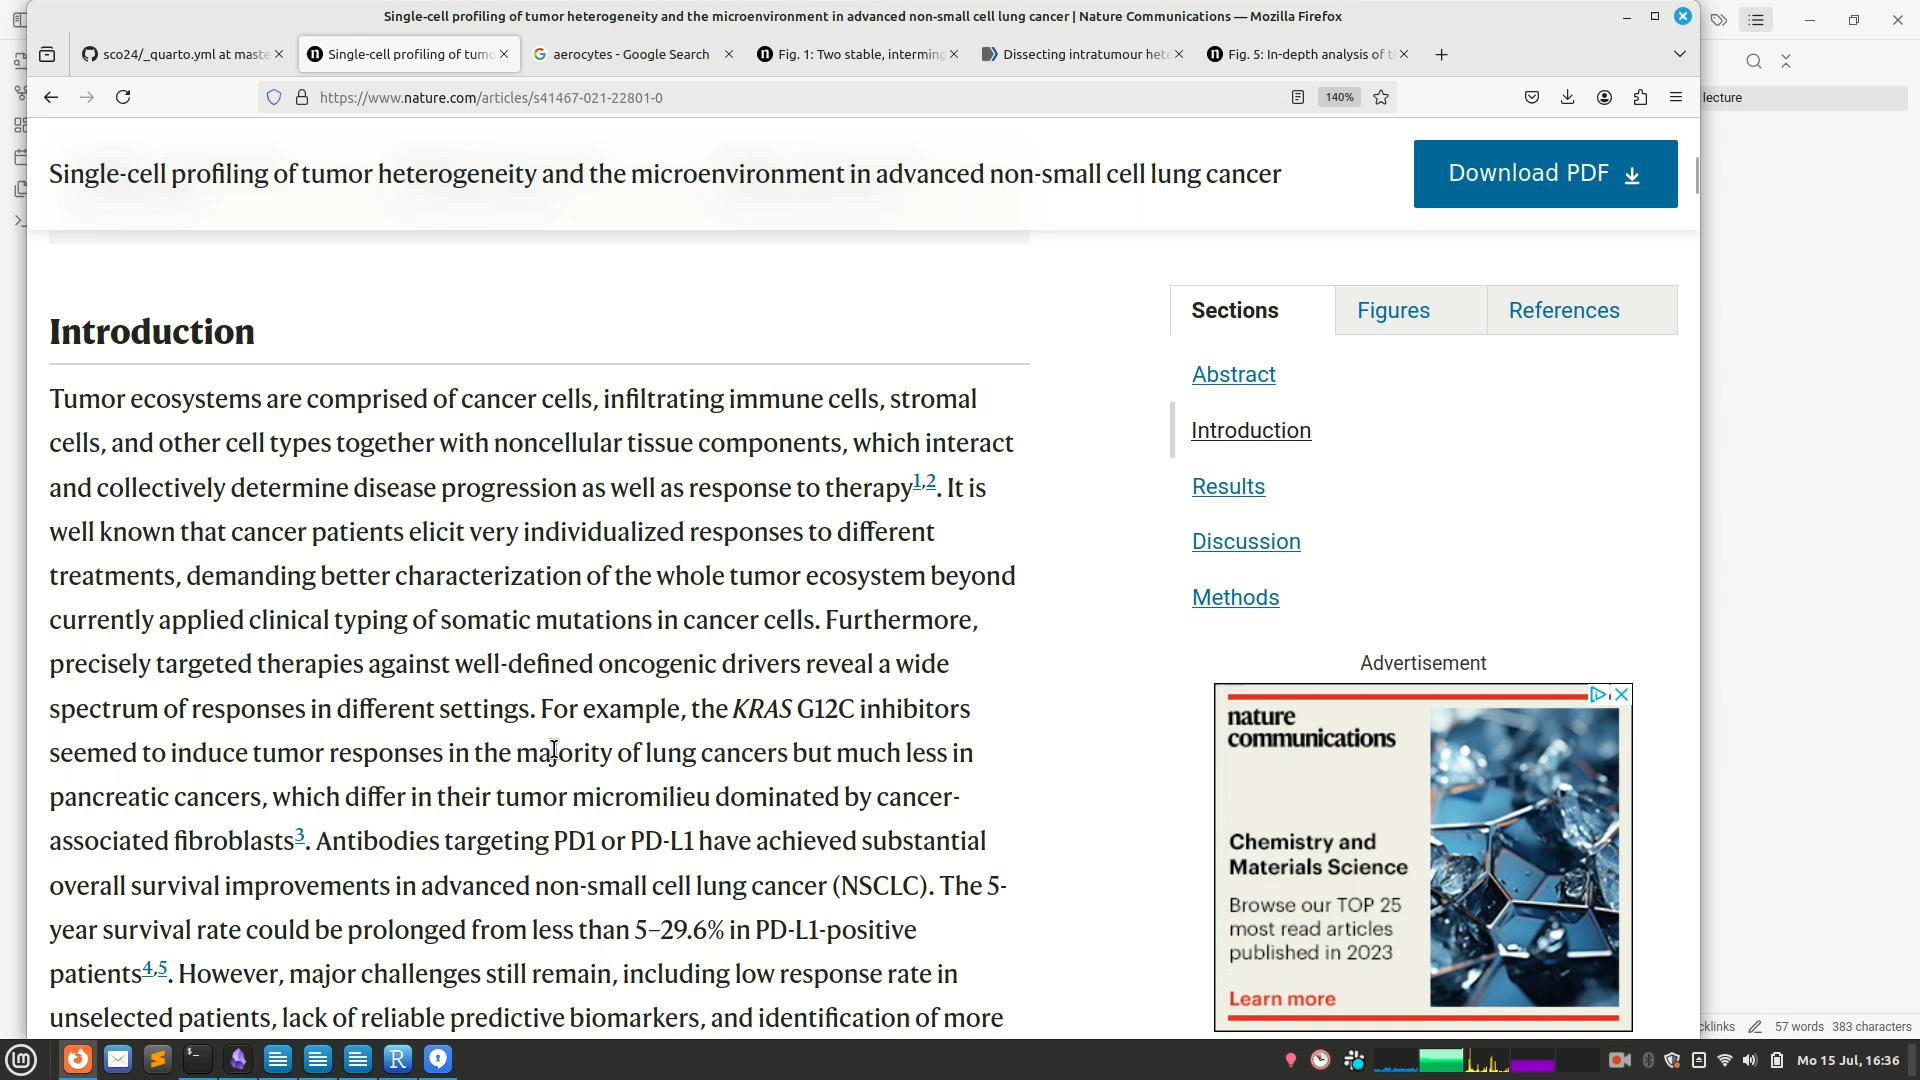 Single-cell profiling of tumor heterogeneity and the microenvironment in advanced non-small cell lung cancer | Nature Communications — Mozilla Firefox
sco24/_quarto.yml at maste
Single-cell profiling of tumo
aerocytes - Google Search
Fig. 1: Two stable, interming
Dissecting intratumour hete
Fig. 5: In-depth analysis of t
https://www.nature.com/articles/s41467-021-22801-0
140%
lecture
Single-cell profiling of tumor heterogeneity and the microenvironment in advanced non-small cell lung cancer
Download PDF
Introduction
Tumor ecosystems are comprised of cancer cells, infiltrating immune cells, stromal
cells, and other cell types together with noncellular tissue components, which interact
and collectively determine disease progression as well as response to therapy1,2. It is
well known that cancer patients elicit very individualized responses to different
treatments, demanding better characterization of the whole tumor ecosystem beyond
currently applied clinical typing of somatic mutations in cancer cells. Furthermore,
precisely targeted therapies against well-defined oncogenic drivers reveal a wide
spectrum of responses in different settings. For example, the KRAS G12C inhibitors
seemed to induce tumor responses in the majority of lung cancers but much less in
pancreatic cancers, which differ in their tumor micromilieu dominated by cancer-
associated fibroblasts3. Antibodies targeting PD1 or PD-L1 have achieved substantial
overall survival improvements in advanced non-small cell lung cancer (NSCLC). The 5-
year survival rate could be prolonged from less than 5–29.6% in PD-L1-positive
patients4,5. However, major challenges still remain, including low response rate in
unselected patients, lack of reliable predictive biomarkers, and identification of more
Sections
Figures
References
Abstract
Introduction
Results
Discussion
Methods
Advertisement
nature
communications
Chemistry and
Materials Science
Browse our TOP 25
most read articles
published in 2023
Learn more
cklinks
57 words
383 characters
Mo 15 Jul, 16:36